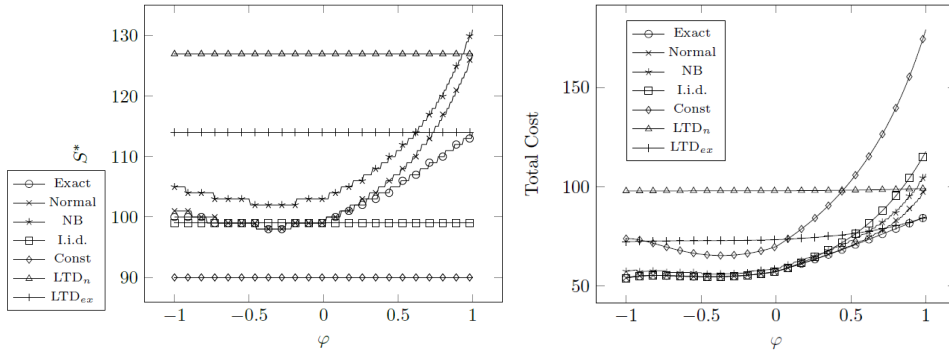 130
120
110
100
90
S*
−1
−0.5
0
0.5
1
φ
Exact
Normal
NB
I.i.d.
Const
LTDₙ
LTDₑₓ
150
100
50
Total Cost
−1
−0.5
0
0.5
1
φ
Exact
Normal
NB
I.i.d.
Const
LTDₙ
LTDₑₓ